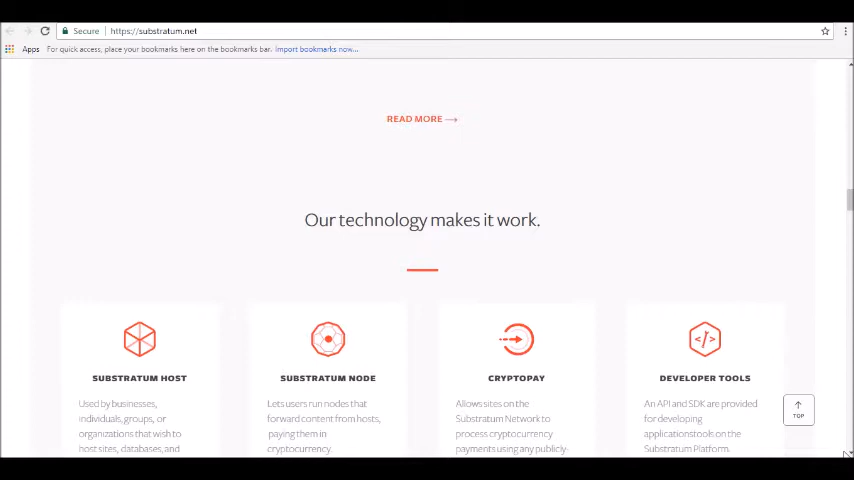 Secure https://substratum.net
Apps For quick access, place your bookmarks here on the bookmarks bar. Import bookmarks now...
READ MORE ⟶
Our technology makes it work.
SUBSTRATUM HOST
Used by businesses,
individuals, groups, or
organizations that wish to
host sites, databases, and
SUBSTRATUM NODE
Lets users run nodes that
forward content from hosts,
paying them in
cryptocurrency.
CRYPTOPAY
Allows sites on the
Substratum Network to
process cryptocurrency
payments using any publicly-
DEVELOPER TOOLS
</> An API and SDK are provided
for developing
applicationstools on the
Substratum Platform.
TOP